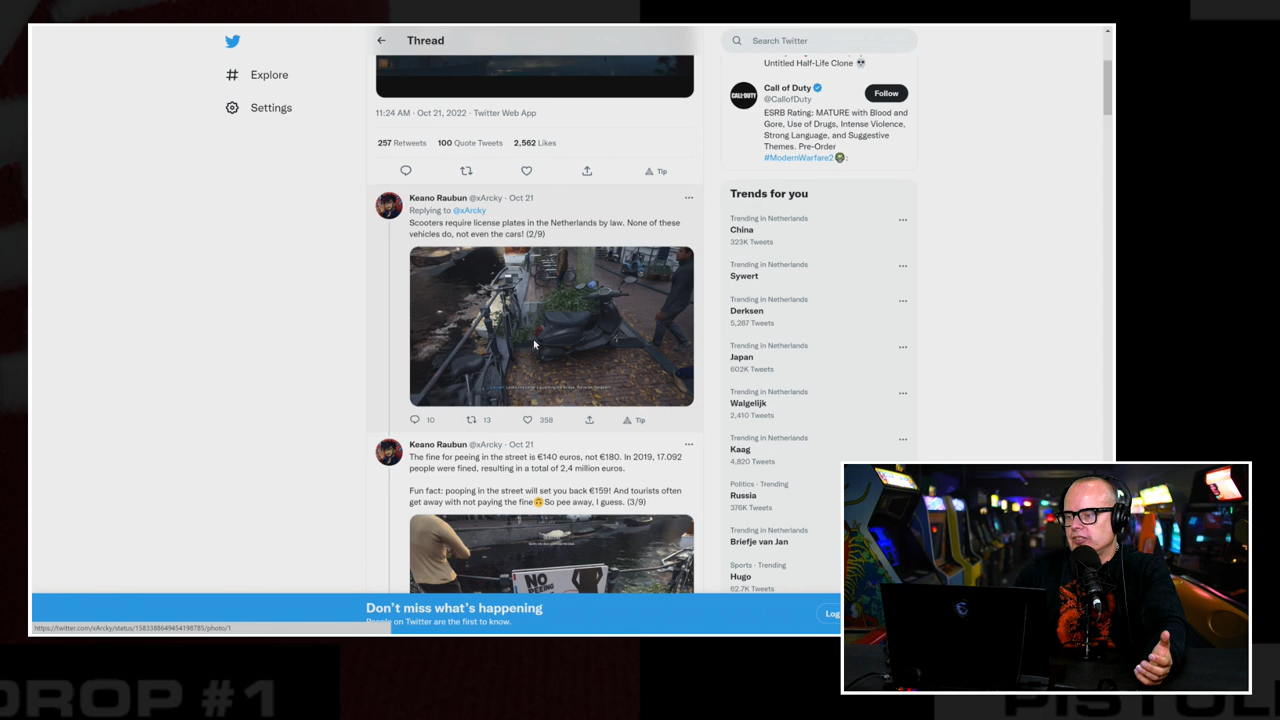 Explore
Settings
Thread
11:24 AM · Oct 21, 2022 · Twitter Web App
257 Retweets 100 Quote Tweets 2,562 Likes
Tip
Keano Raubun @xArcky · Oct 21
Replying to @xArcky
Scooters require license plates in the Netherlands by law. None of these
vehicles do, not even the cars! (2/9)
10 13 358 Tip
Keano Raubun @xArcky · Oct 21
The fine for peeing in the street is €140 euros, not €180. In 2019, 17.092
people were fined, resulting in a total of 2,4 million euros.
Fun fact: pooping in the street will set you back €159! And tourists often
get away with not paying the fine🙃So pee away, I guess. (3/9)
NO
PEEING
Search Twitter
Untitled Half-Life Clone 💀
CALL·DUTY
Call of Duty
@CallofDuty
Follow
ESRB Rating: MATURE with Blood and
Gore, Use of Drugs, Intense Violence,
Strong Language, and Suggestive
Themes. Pre-Order
#ModernWarfare2 :
Trends for you
Trending in Netherlands
China
323K Tweets
Trending in Netherlands
Sywert
Trending in Netherlands
Derksen
5,287 Tweets
Trending in Netherlands
Japan
602K Tweets
Trending in Netherlands
Walgelijk
2,410 Tweets
Trending in Netherlands
Kaag
4,820 Tweets
Politics · Trending
Russia
376K Tweets
Trending in Netherlands
Briefje van Jan
Sports · Trending
Hugo
62.7K Tweets
Don't miss what's happening
People on Twitter are the first to know.
Log
https://twitter.com/xArcky/status/1583388649454198785/photo/1
DROP #1
PISTOL